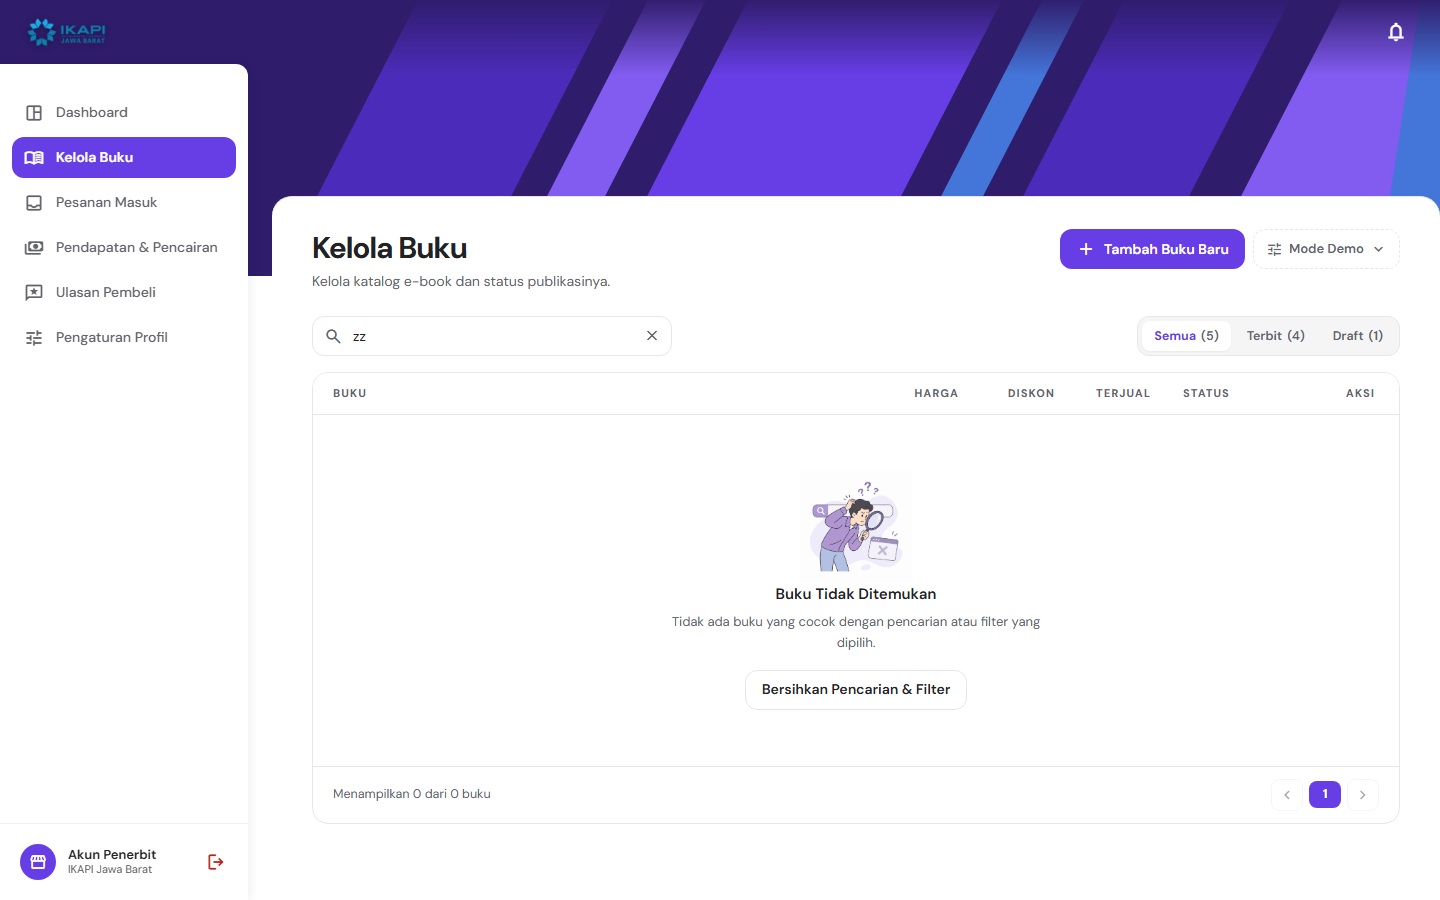 IKAPI
JAWA BARAT
Dashboard
Kelola Buku
Pesanan Masuk
Pendapatan & Pencairan
Ulasan Pembeli
Pengaturan Profil
Akun Penerbit
IKAPI Jawa Barat
Kelola Buku
Kelola katalog e-book dan status publikasinya.
Tambah Buku Baru
Mode Demo
zz
Semua (5)
Terbit (4)
Draft (1)
BUKU
HARGA
DISKON
TERJUAL
STATUS
AKSI
???
Buku Tidak Ditemukan
Tidak ada buku yang cocok dengan pencarian atau filter yang
dipilih.
Bersihkan Pencarian & Filter
Menampilkan 0 dari 0 buku
1